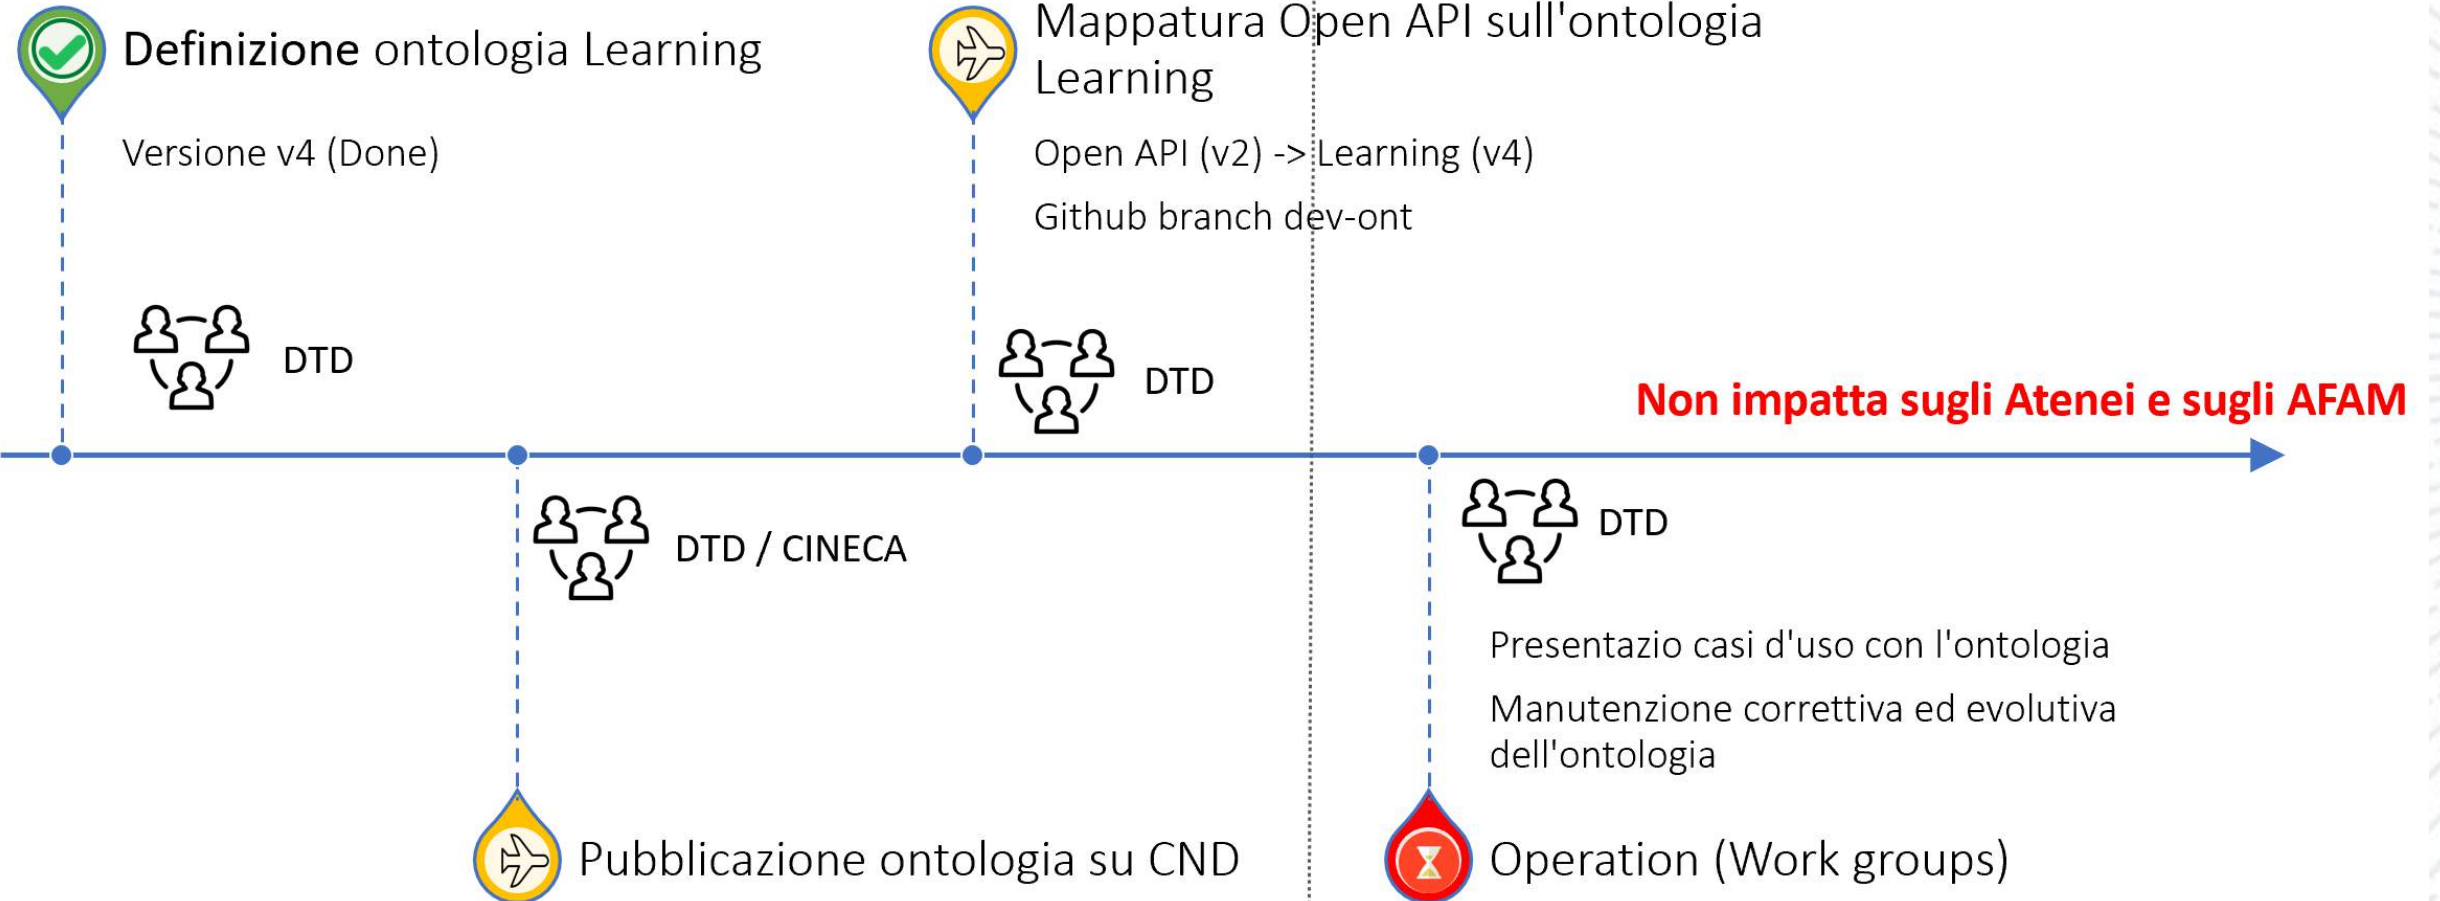 Definizione ontologia Learning
Versione v4 (Done)
DTD
Mappatura Open API sull'ontologia
Learning
Open API (v2) -> Learning (v4)
Github branch dev-ont
DTD
Non impatta sugli Atenei e sugli AFAM
DTD / CINECA
Pubblicazione ontologia su CND
DTD
Presentazio casi d'uso con l'ontologia
Manutenzione correttiva ed evolutiva
dell'ontologia
Operation (Work groups)